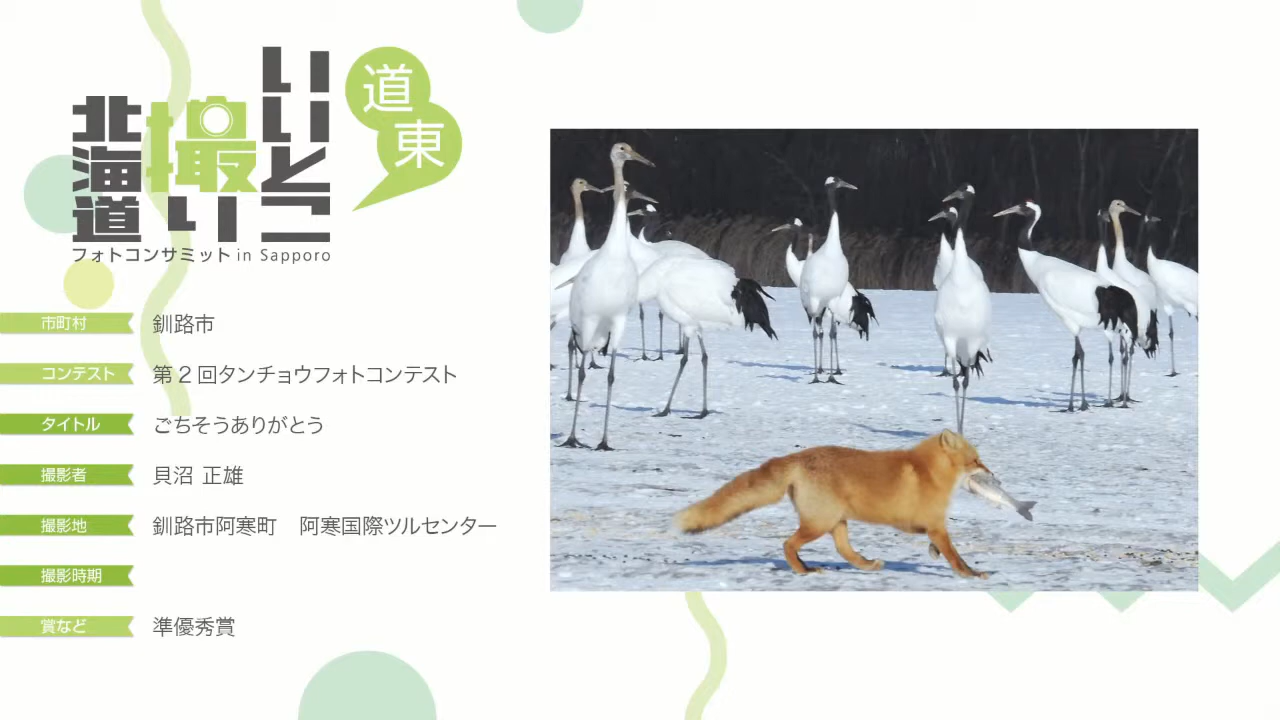 北海道
撮り
いいとこ
道東
フォトコンサミット in Sapporo
市町村 釧路市
コンテスト 第2回タンチョウフォトコンテスト
タイトル ごちそうありがとう
撮影者 貝沼 正雄
撮影地 釧路市阿寒町　阿寒国際ツルセンター
撮影時期
賞など 準優秀賞